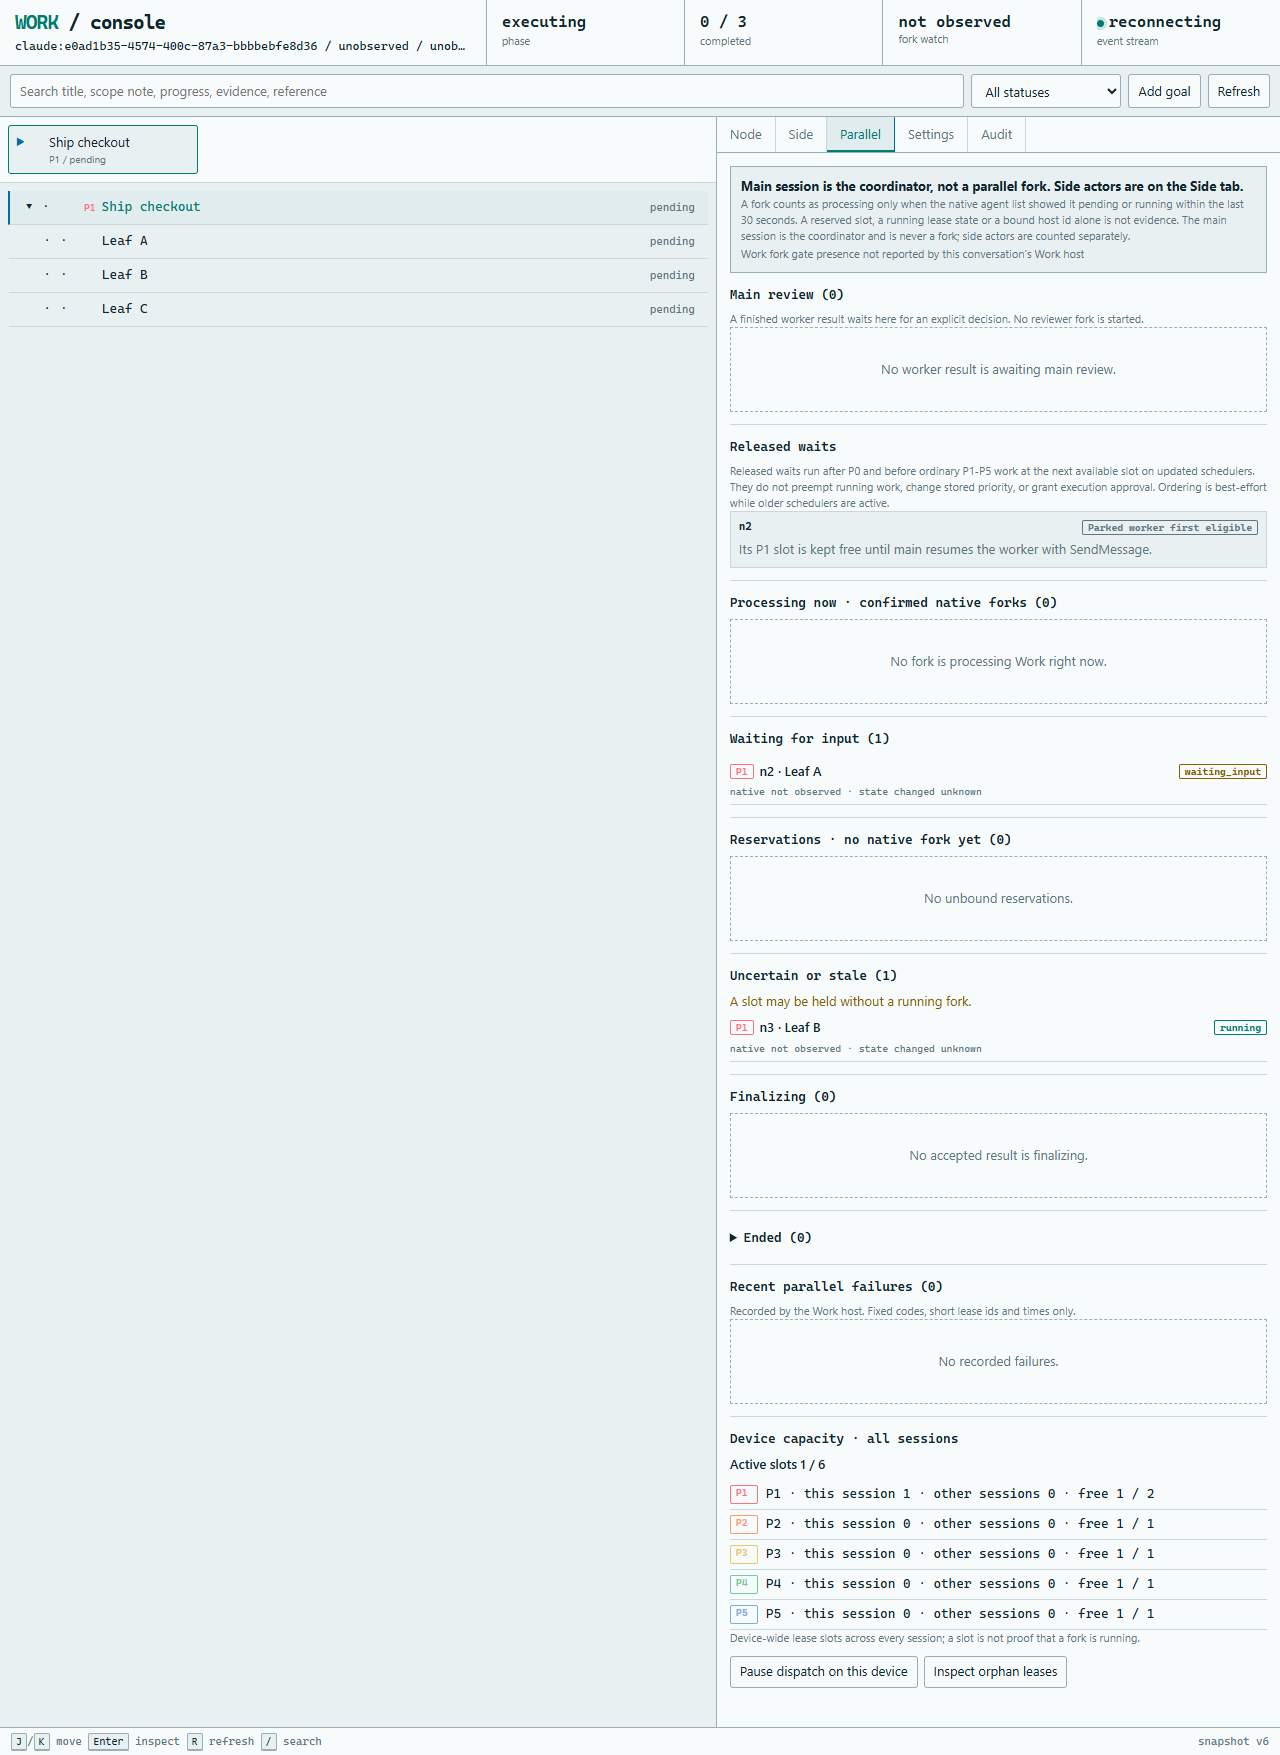 WORK / console
claude:e0ad1b35-4574-400c-87a3-bbbbebfe8d36 / unobserved / unob…
executing
phase
0 / 3
completed
not observed
fork watch
reconnecting
event stream
Search title, scope note, progress, evidence, reference
All statuses
Add goal
Refresh
Ship checkout
P1 / pending
P1 Ship checkout pending
Leaf A pending
Leaf B pending
Leaf C pending
Node Side Parallel Settings Audit
Main session is the coordinator, not a parallel fork. Side actors are on the Side tab.
A fork counts as processing only when the native agent list showed it pending or running within the last
30 seconds. A reserved slot, a running lease state or a bound host id alone is not evidence. The main
session is the coordinator and is never a fork; side actors are counted separately.
Work fork gate presence not reported by this conversation's Work host
Main review (0)
A finished worker result waits here for an explicit decision. No reviewer fork is started.
No worker result is awaiting main review.
Released waits
Released waits run after P0 and before ordinary P1-P5 work at the next available slot on updated schedulers.
They do not preempt running work, change stored priority, or grant execution approval. Ordering is best-effort
while older schedulers are active.
n2 Parked worker first eligible
Its P1 slot is kept free until main resumes the worker with SendMessage.
Processing now · confirmed native forks (0)
No fork is processing Work right now.
Waiting for input (1)
P1 n2 · Leaf A waiting_input
native not observed · state changed unknown
Reservations · no native fork yet (0)
No unbound reservations.
Uncertain or stale (1)
A slot may be held without a running fork.
P1 n3 · Leaf B running
native not observed · state changed unknown
Finalizing (0)
No accepted result is finalizing.
Ended (0)
Recent parallel failures (0)
Recorded by the Work host. Fixed codes, short lease ids and times only.
No recorded failures.
Device capacity · all sessions
Active slots 1 / 6
P1 P1 · this session 1 · other sessions 0 · free 1 / 2
P2 P2 · this session 0 · other sessions 0 · free 1 / 1
P3 P3 · this session 0 · other sessions 0 · free 1 / 1
P4 P4 · this session 0 · other sessions 0 · free 1 / 1
P5 P5 · this session 0 · other sessions 0 · free 1 / 1
Device-wide lease slots across every session; a slot is not proof that a fork is running.
Pause dispatch on this device
Inspect orphan leases
J / K move Enter inspect R refresh / search
snapshot v6